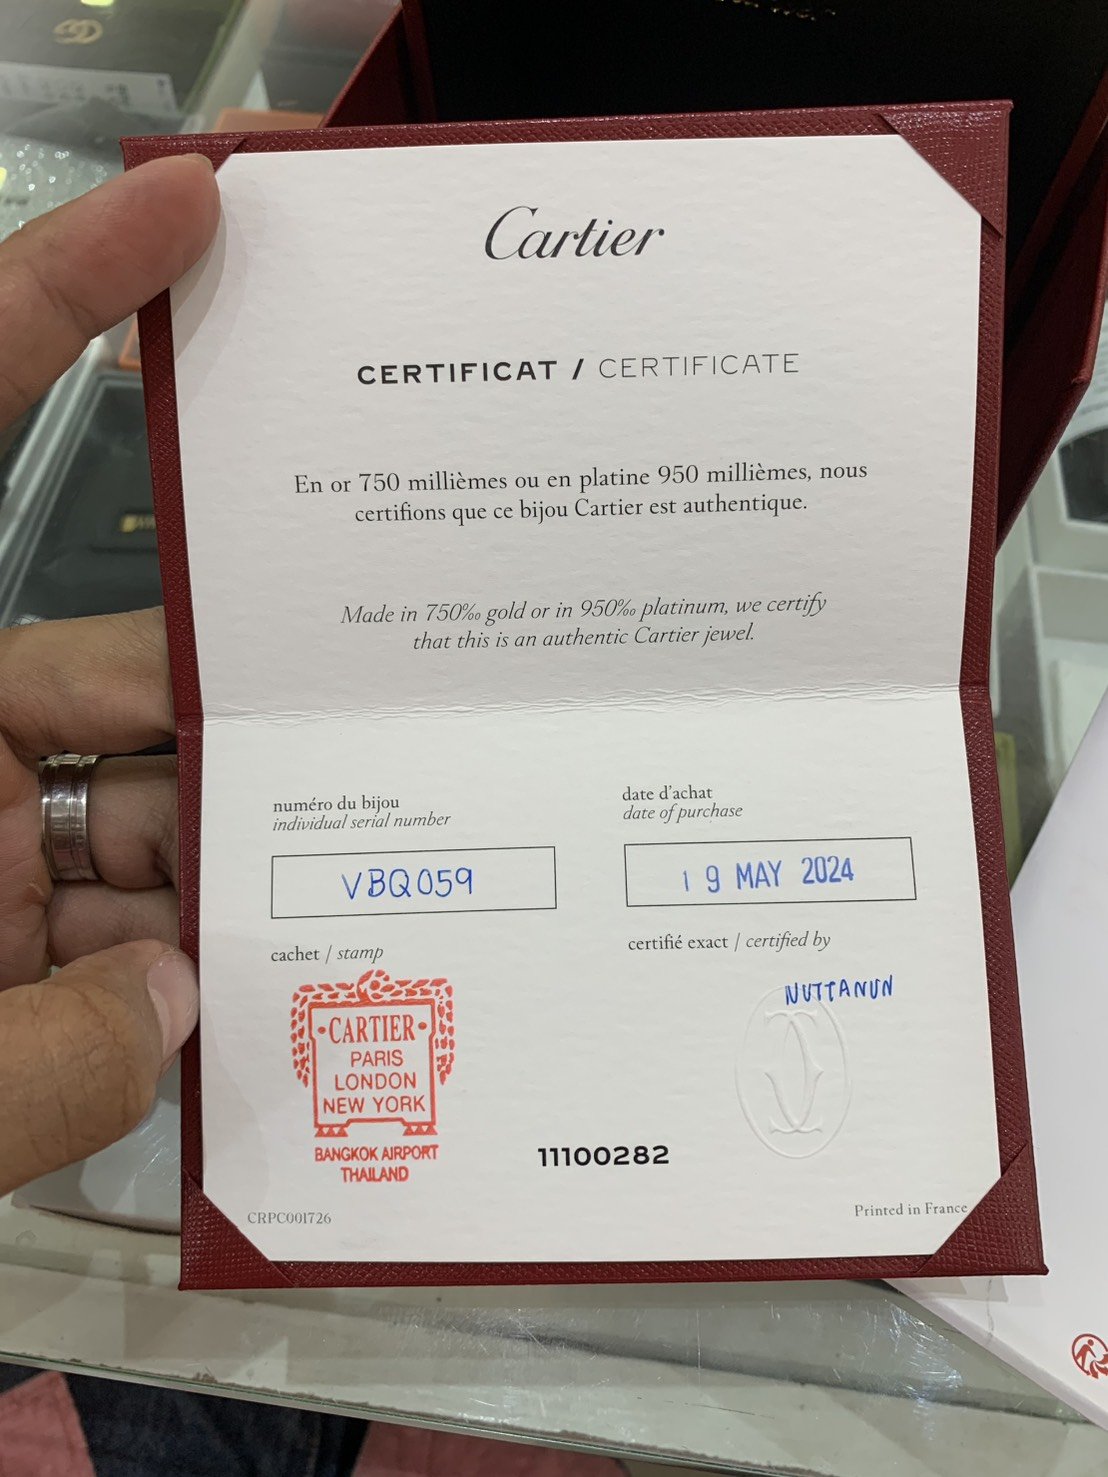 Cartier
CERTIFICAT / CERTIFICATE
En or 750 millièmes ou en platine 950 millièmes, nous
certifions que ce bijou Cartier est authentique.
Made in 750‰ gold or in 950‰ platinum, we certify
that this is an authentic Cartier jewel.
numéro du bijou
individual serial number
VBQ059
date d'achat
date of purchase
19 MAY 2024
cachet / stamp
CARTIER
PARIS
LONDON
NEW YORK
BANGKOK AIRPORT
THAILAND
certifié exact / certified by
NUTTANUN
11100282
CRPC001726
Printed in France